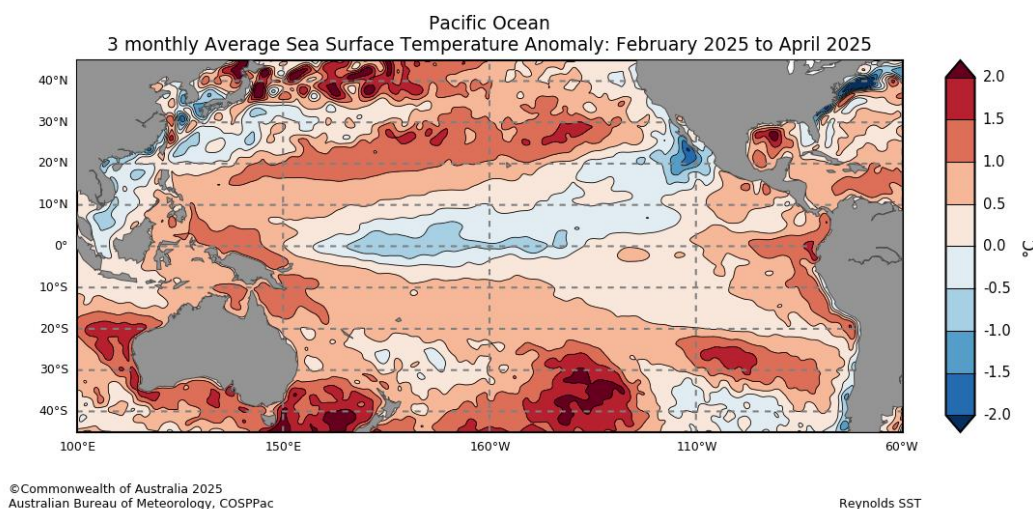 Pacific Ocean
3 monthly Average Sea Surface Temperature Anomaly: February 2025 to April 2025
40°N
30°N
20°N
10°N
0°
10°S
20°S
30°S
40°S
100°E
150°E
160°W
110°W
60°W
2.0
1.5
1.0
0.5
0.0
-0.5
-1.0
-1.5
-2.0
°C
©Commonwealth of Australia 2025
Australian Bureau of Meteorology, COSPPac
Reynolds SST